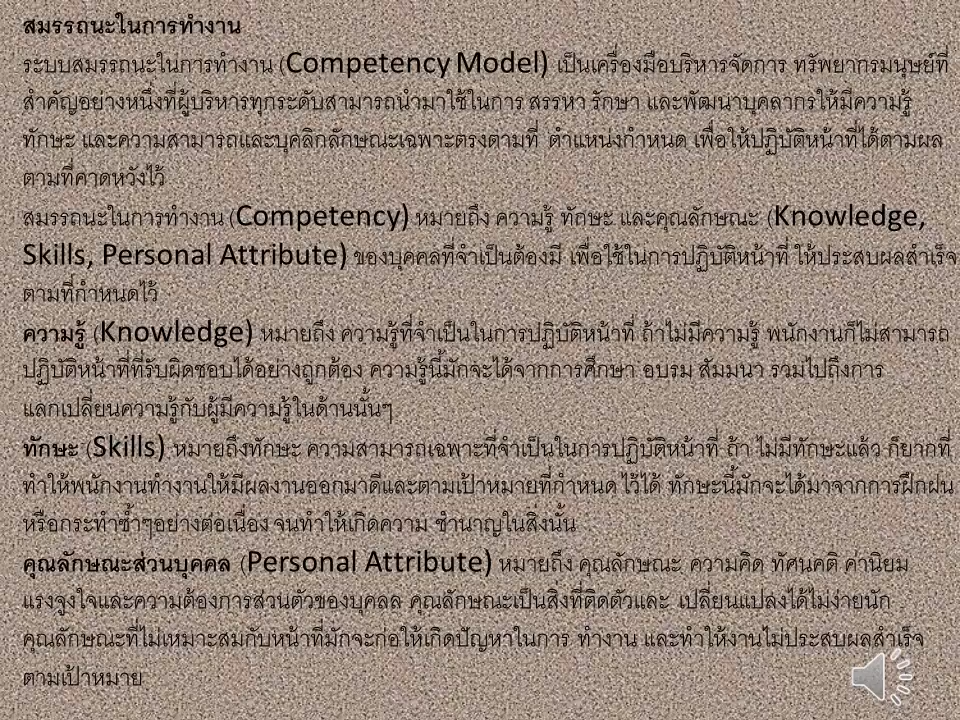 สมรรถนะในการทำงาน
ระบบสมรรถนะในการทำงาน (Competency Model) เป็นเครื่องมือบริหารจัดการ ทรัพยากรมนุษย์ที่
สำคัญอย่างหนึ่งที่ผู้บริหารทุกระดับสามารถนำมาใช้ในการ สรรหา รักษา และพัฒนาบุคลากรให้มีความรู้
ทักษะ และความสามารถและบุคลิกลักษณะเฉพาะตรงตามที่ ตำแหน่งกำหนด เพื่อให้ปฏิบัติหน้าที่ได้ตามผล
ตามที่คาดหวังไว้
สมรรถนะในการทำงาน (Competency) หมายถึง ความรู้ ทักษะ และคุณลักษณะ (Knowledge,
Skills, Personal Attribute) ของบุคคลที่จำเป็นต้องมี เพื่อใช้ในการปฏิบัติหน้าที่ ให้ประสบผลสำเร็จ
ตามที่กำหนดไว้
ความรู้ (Knowledge) หมายถึง ความรู้ที่จำเป็นในการปฏิบัติหน้าที่ ถ้าไม่มีความรู้ พนักงานก็ไม่สามารถ
ปฏิบัติหน้าที่ที่รับผิดชอบได้อย่างถูกต้อง ความรู้นี้มักจะได้จากการศึกษา อบรม สัมมนา รวมไปถึงการ
แลกเปลี่ยนความรู้กับผู้มีความรู้ในด้านนั้นๆ
ทักษะ (Skills) หมายถึงทักษะ ความสามารถเฉพาะที่จำเป็นในการปฏิบัติหน้าที่ ถ้า ไม่มีทักษะแล้ว ก็ยากที่
ทำให้พนักงานทำงานให้มีผลงานออกมาดีและตามเป้าหมายที่กำหนด ไว้ได้ ทักษะนี้มักจะได้มาจากการฝึกฝน
หรือกระทำซ้ำๆอย่างต่อเนื่อง จนทำให้เกิดความ ชำนาญในสิ่งนั้น
คุณลักษณะส่วนบุคคล (Personal Attribute) หมายถึง คุณลักษณะ ความคิด ทัศนคติ ค่านิยม
แรงจูงใจและความต้องการส่วนตัวของบุคลล คุณลักษณะเป็นสิ่งที่ติดตัวและ เปลี่ยนแปลงได้ไม่ง่ายนัก
คุณลักษณะที่ไม่เหมาะสมกับหน้าที่มักจะก่อให้เกิดปัญหาในการ ทำงาน และทำให้งานไม่ประสบผลสำเร็จ
ตามเป้าหมาย